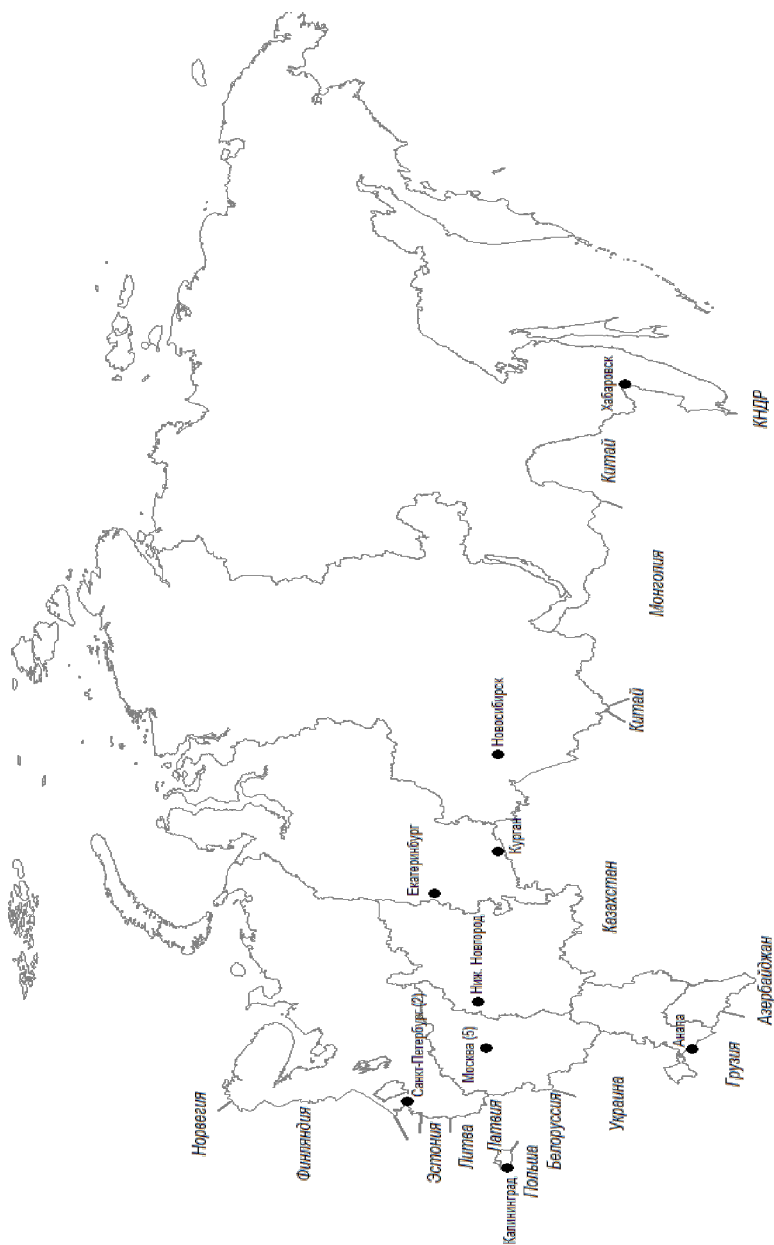 Норвегия
Финляндия
Санкт-Петербург (2)
Эстония
Литва
Латвия
Калининград
Польша
Белоруссия
Москва (5)
Ниж. Новгород
Украина
Анапа
Грузия
Азербайджан
Екатеринбург
Курган
Казахстан
Новосибирск
Китай
Монголия
Китай
Хабаровск
КНДР